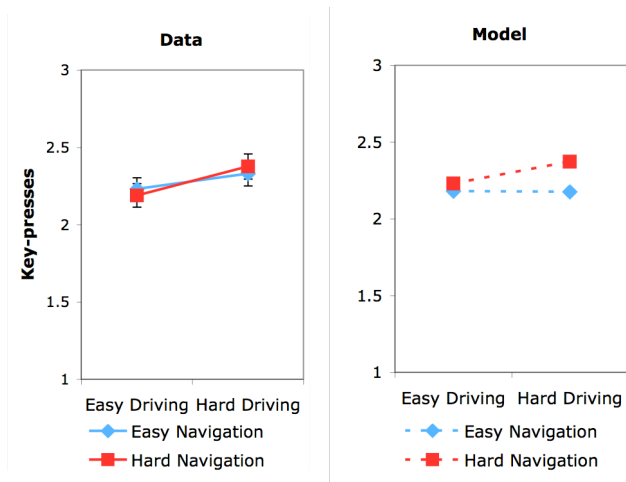 Data
3
2.5
2
1.5
1
Key-presses
Easy Driving Hard Driving
Easy Navigation
Hard Navigation
Model
3
2.5
2
1.5
1
Easy Driving Hard Driving
Easy Navigation
Hard Navigation